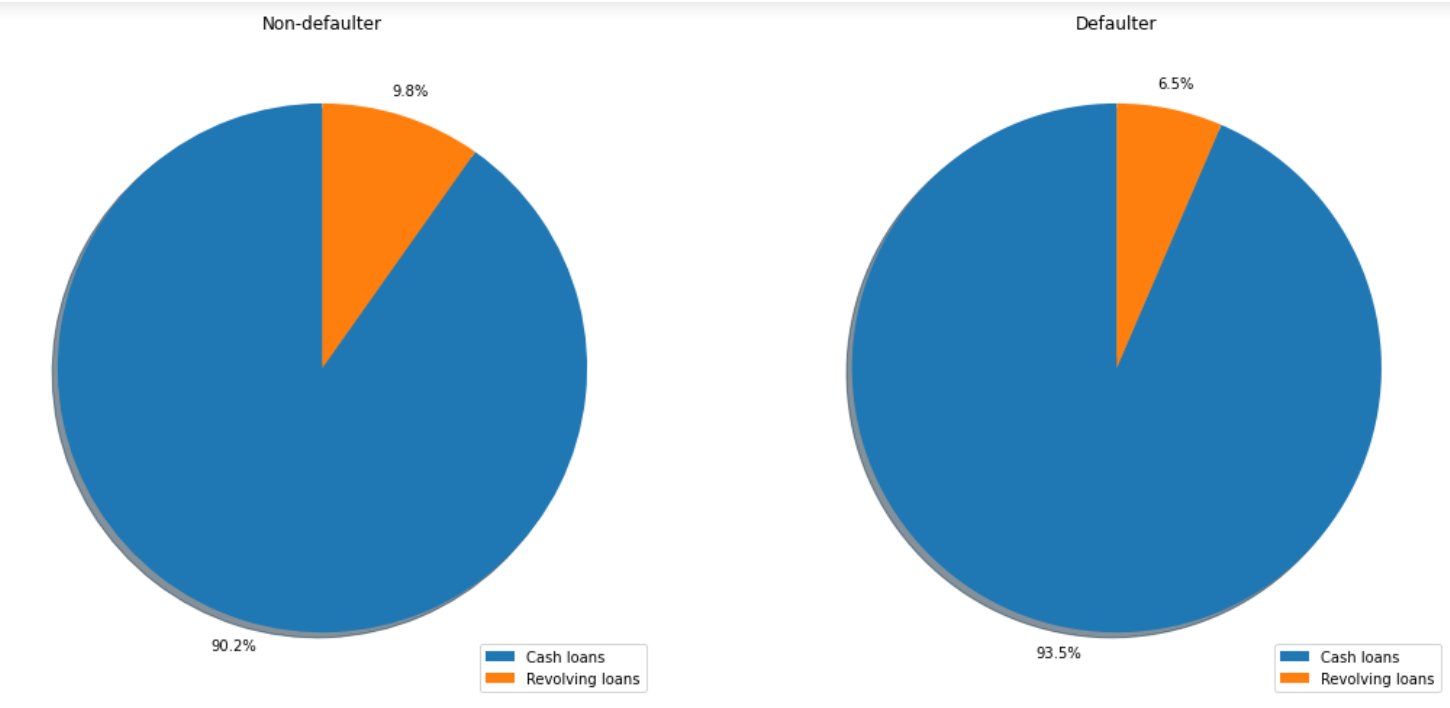 Non-defaulter
9.8%
90.2%
Cash loans
Revolving loans
Defaulter
6.5%
93.5%
Cash loans
Revolving loans